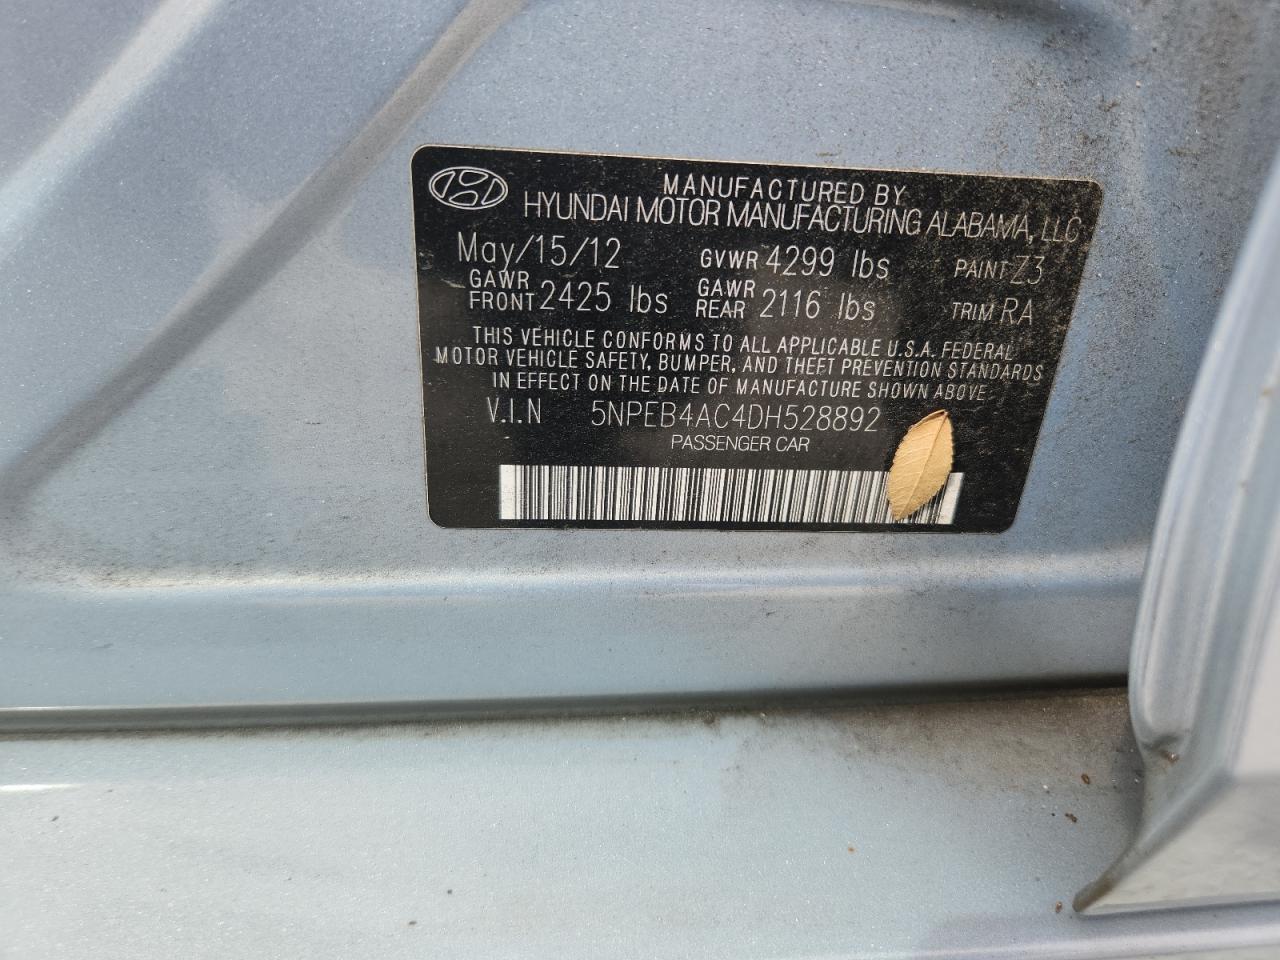 MANUFACTURED BY
HYUNDAI MOTOR MANUFACTURING ALABAMA, LLC
May/15/12 GVWR 4299 lbs PAINT Z3
GAWR FRONT 2425 lbs GAWR REAR 2116 lbs TRIM RA
THIS VEHICLE CONFORMS TO ALL APPLICABLE U.S.A. FEDERAL
MOTOR VEHICLE SAFETY, BUMPER, AND THEFT PREVENTION STANDARDS
IN EFFECT ON THE DATE OF MANUFACTURE SHOWN ABOVE
V.I.N 5NPEB4AC4DH528892
PASSENGER CAR